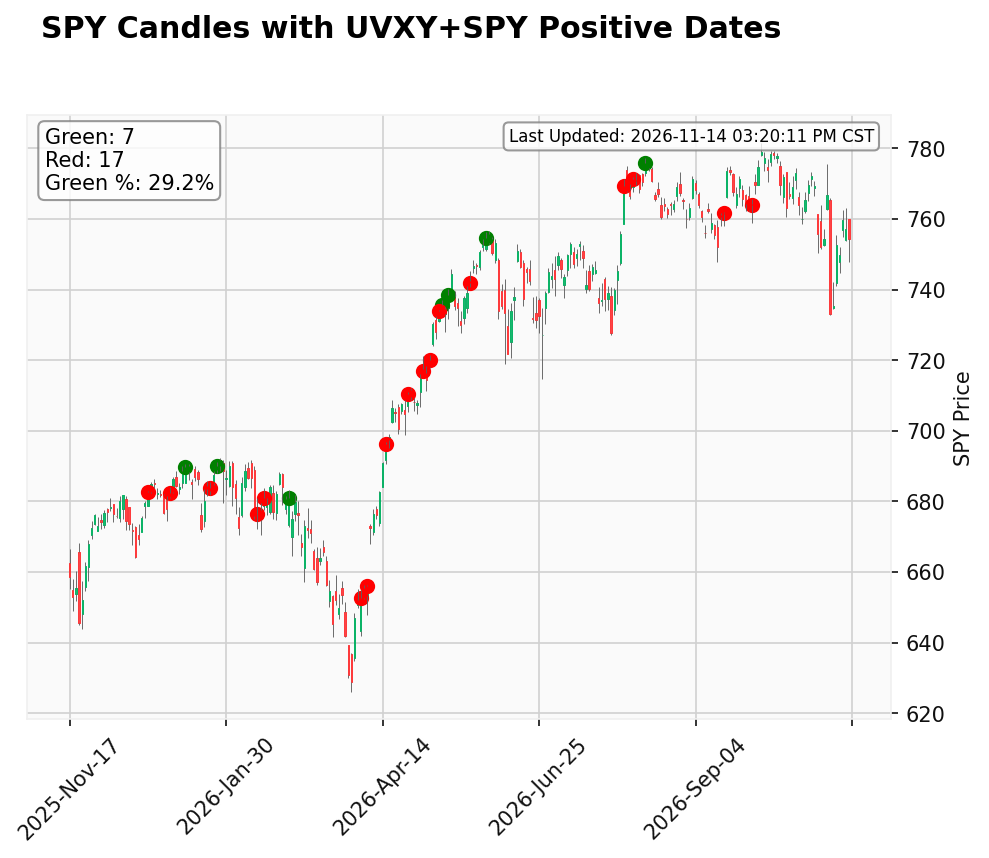 SPY Candles with UVXY+SPY Positive Dates
Green: 7
Red: 17
Green %: 29.2%
Last Updated: 2026-11-14 03:20:11 PM CST
780
760
740
720
700
680
660
640
620
SPY Price
2025-Nov-17
2026-Jan-30
2026-Apr-14
2026-Jun-25
2026-Sep-04